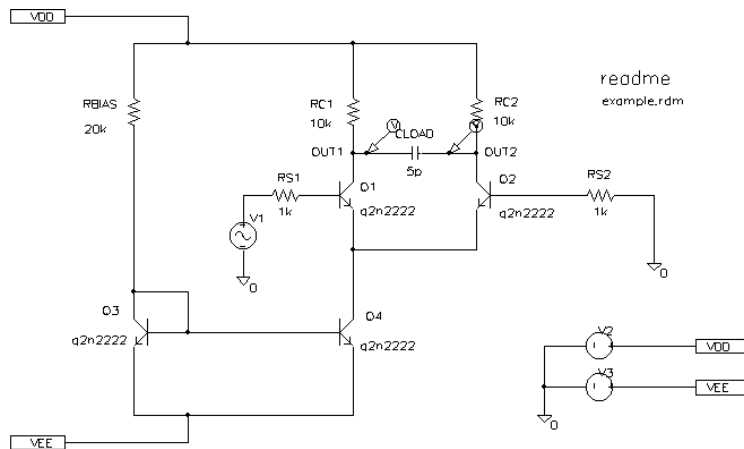 VDD
readme
example.rdm
RBIAS
20k
RC1
10k
RC2
10k
V
V
CLOAD
5p
OUT1
OUT2
RS1
1k
Q1
q2n2222
Q2
q2n2222
RS2
1k
V1
0
0
Q3
q2n2222
Q4
q2n2222
V2
VDD
V3
VEE
0
VEE